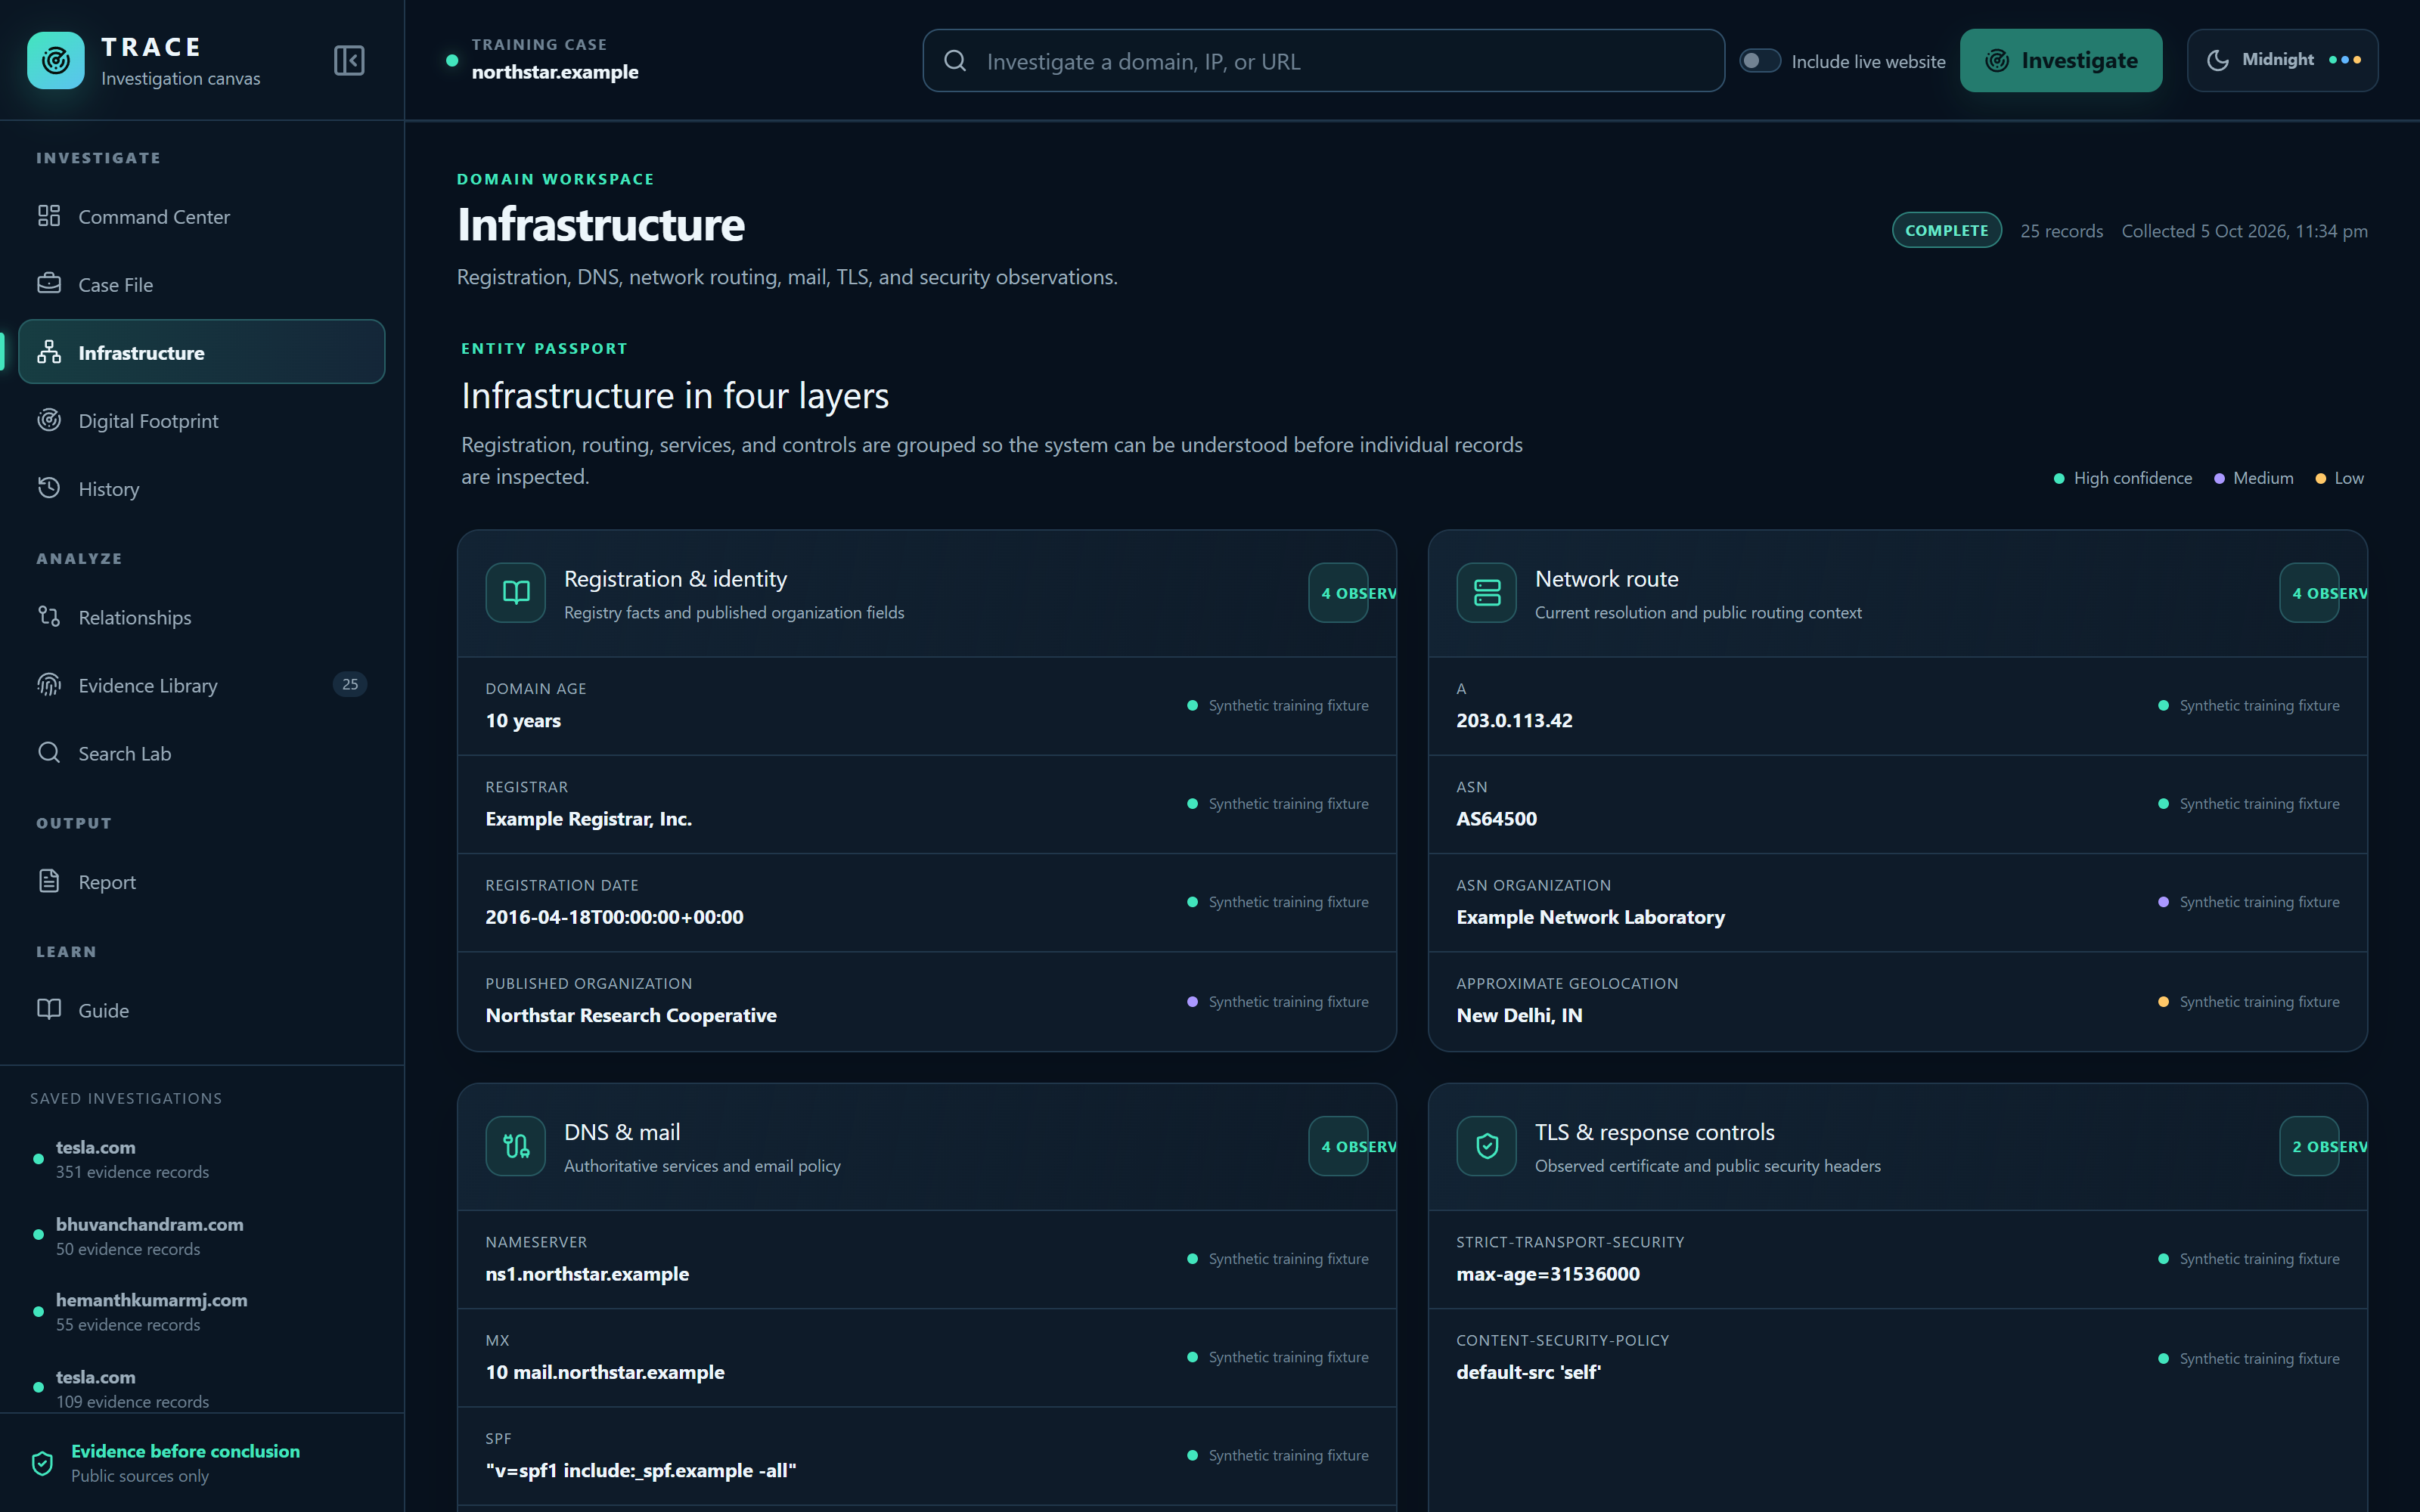 TRACE
Investigation canvas
INVESTIGATE
Command Center
Case File
Infrastructure
Digital Footprint
History
ANALYZE
Relationships
Evidence Library 25
Search Lab
OUTPUT
Report
LEARN
Guide
SAVED INVESTIGATIONS
tesla.com
351 evidence records
bhuvanchandram.com
50 evidence records
hemanthkumarmj.com
55 evidence records
tesla.com
109 evidence records
Evidence before conclusion
Public sources only
TRAINING CASE
northstar.example
Investigate a domain, IP, or URL
Include live website
Investigate
Midnight
DOMAIN WORKSPACE
Infrastructure
Registration, DNS, network routing, mail, TLS, and security observations.
COMPLETE 25 records Collected 5 Oct 2026, 11:34 pm
ENTITY PASSPORT
Infrastructure in four layers
Registration, routing, services, and controls are grouped so the system can be understood before individual records
are inspected.
High confidence Medium Low
Registration & identity
Registry facts and published organization fields
4 OBSERV
DOMAIN AGE
10 years
Synthetic training fixture
REGISTRAR
Example Registrar, Inc.
Synthetic training fixture
REGISTRATION DATE
2016-04-18T00:00:00+00:00
Synthetic training fixture
PUBLISHED ORGANIZATION
Northstar Research Cooperative
Synthetic training fixture
Network route
Current resolution and public routing context
4 OBSERV
A
203.0.113.42
Synthetic training fixture
ASN
AS64500
Synthetic training fixture
ASN ORGANIZATION
Example Network Laboratory
Synthetic training fixture
APPROXIMATE GEOLOCATION
New Delhi, IN
Synthetic training fixture
DNS & mail
Authoritative services and email policy
4 OBSERV
NAMESERVER
ns1.northstar.example
Synthetic training fixture
MX
10 mail.northstar.example
Synthetic training fixture
SPF
"v=spf1 include:_spf.example -all"
Synthetic training fixture
TLS & response controls
Observed certificate and public security headers
2 OBSERV
STRICT-TRANSPORT-SECURITY
max-age=31536000
Synthetic training fixture
CONTENT-SECURITY-POLICY
default-src 'self'
Synthetic training fixture